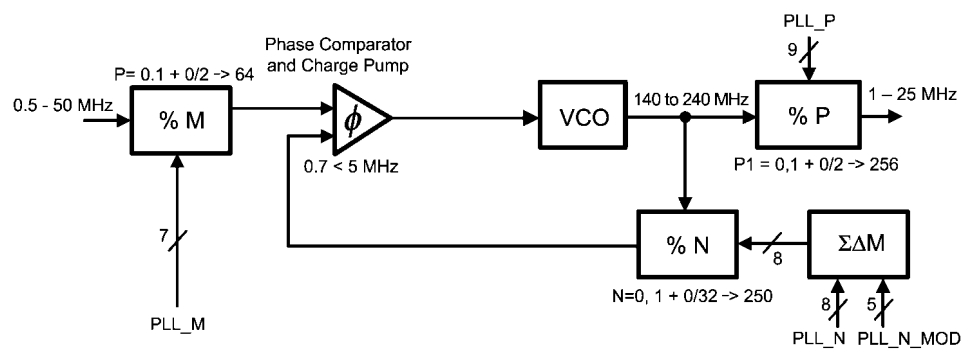 PLL_P
9
Phase Comparator
and Charge Pump
P= 0.1 + 0/2 -> 64
0.5 - 50 MHz
% M
ϕ
VCO
140 to 240 MHz
% P
1 – 25 MHz
0.7 < 5 MHz
P1 = 0,1 + 0/2 -> 256
7
% N
8
ΣΔM
N=0, 1 + 0/32 -> 250
8
5
PLL_M
PLL_N
PLL_N_MOD